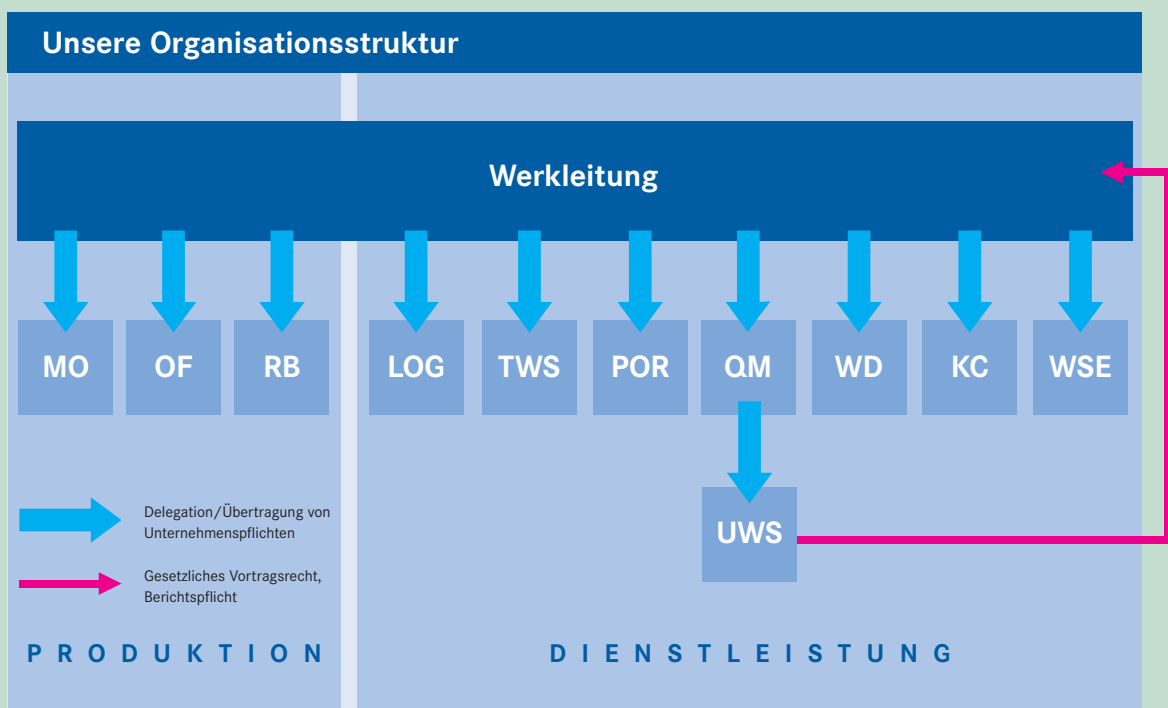 Unsere Organisationsstruktur
Werkleitung
MO OF RB LOG TWS POR QM WD KC WSE
UWS
Delegation/Übertragung von
Unternehmenspflichten
Gesetzliches Vortragsrecht,
Berichtspflicht
PRODUKTION
DIENSTLEISTUNG